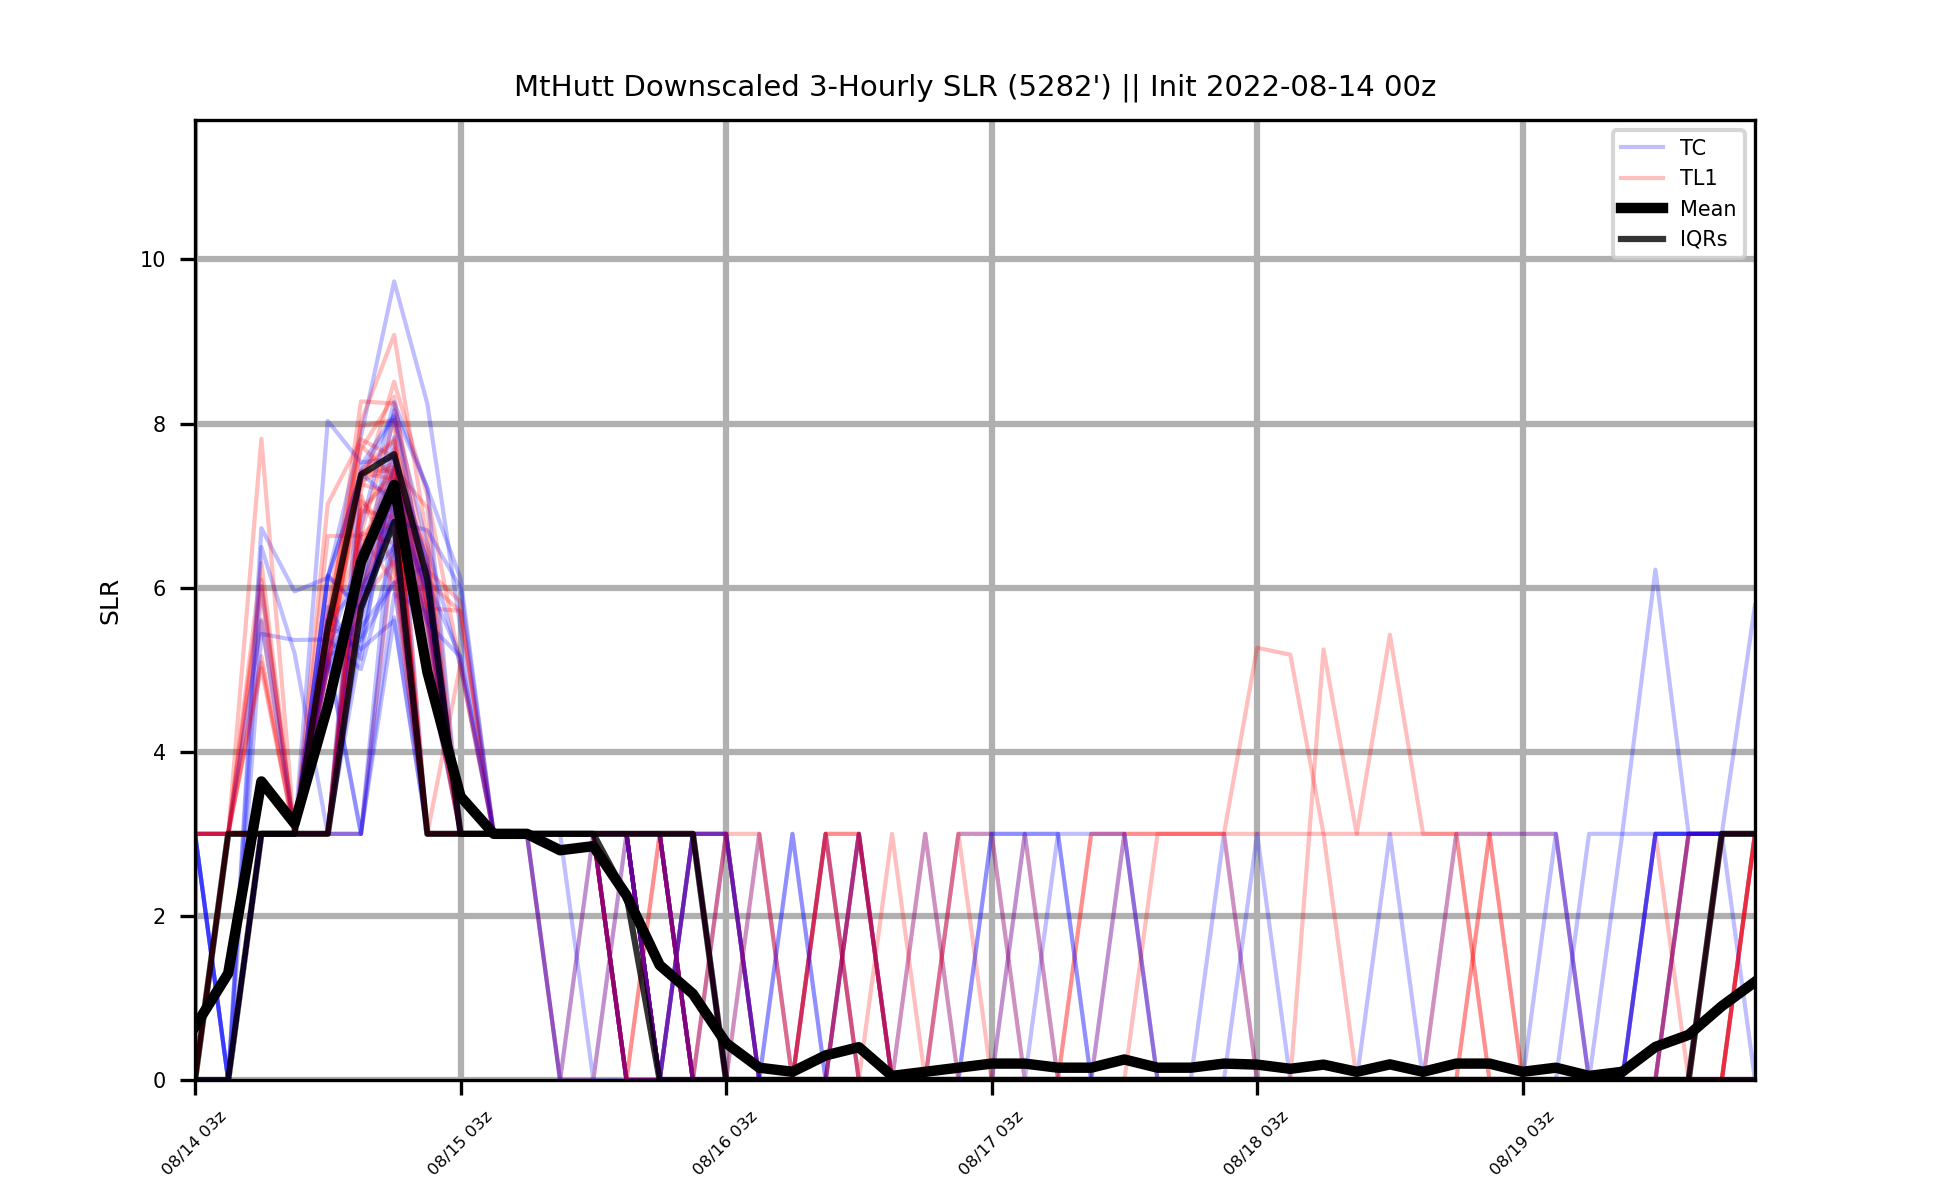 MtHutt Downscaled 3-Hourly SLR (5282') || Init 2022-08-14 00z
TC
TL1
Mean
IQRs
SLR
10
8
6
4
2
0
08/14 03z
08/15 03z
08/16 03z
08/17 03z
08/18 03z
08/19 03z